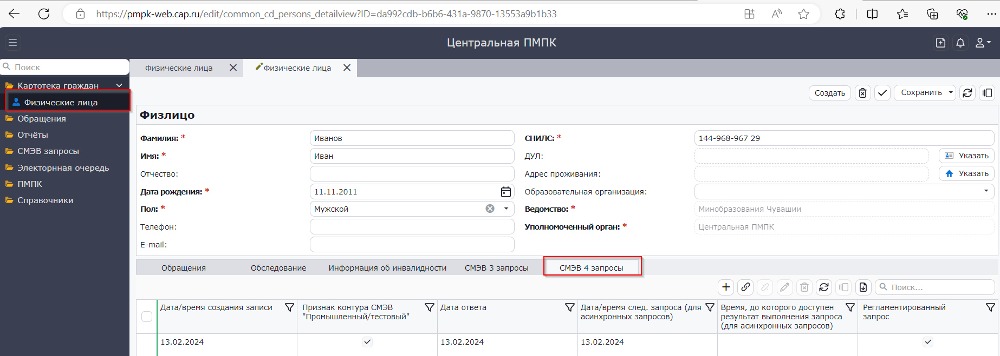 https://pmpk-web.cap.ru/edit/common_cd_persons_detailview?ID=da992cdb-b6b6-431a-9870-13553a9b1b33
Центральная ПМПК
Поиск
Картотека граждан
Физические лица
Обращения
Отчёты
СМЭВ запросы
Электорнная очередь
ПМПК
Справочники
Физические лица
Физические лица
Создать
Сохранить
Физлицо
Фамилия: *
Иванов
СНИЛС: *
144-968-967 29
Имя: *
Иван
ДУЛ:
Указать
Отчество:
Адрес проживания:
Указать
Дата рождения: *
11.11.2011
Образовательная организация:
Пол: *
Мужской
Ведомство: *
Минобразования Чувашии
Телефон:
Уполномоченный орган: *
Центральная ПМПК
E-mail:
Обращения
Обследование
Информация об инвалидности
СМЭВ 3 запросы
СМЭВ 4 запросы
Поиск...
Дата/время создания записи
Признак контура СМЭВ
"Промышленный/тестовый"
Дата ответа
Дата/время след. запроса (для
асинхронных запросов)
Время, до которого доступен
результат выполнения запроса
(для асинхронных запросов)
Регламентированный
запрос
13.02.2024
13.02.2024
13.02.2024